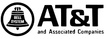 BELL SYSTEM
AT&T
and Associated Companies